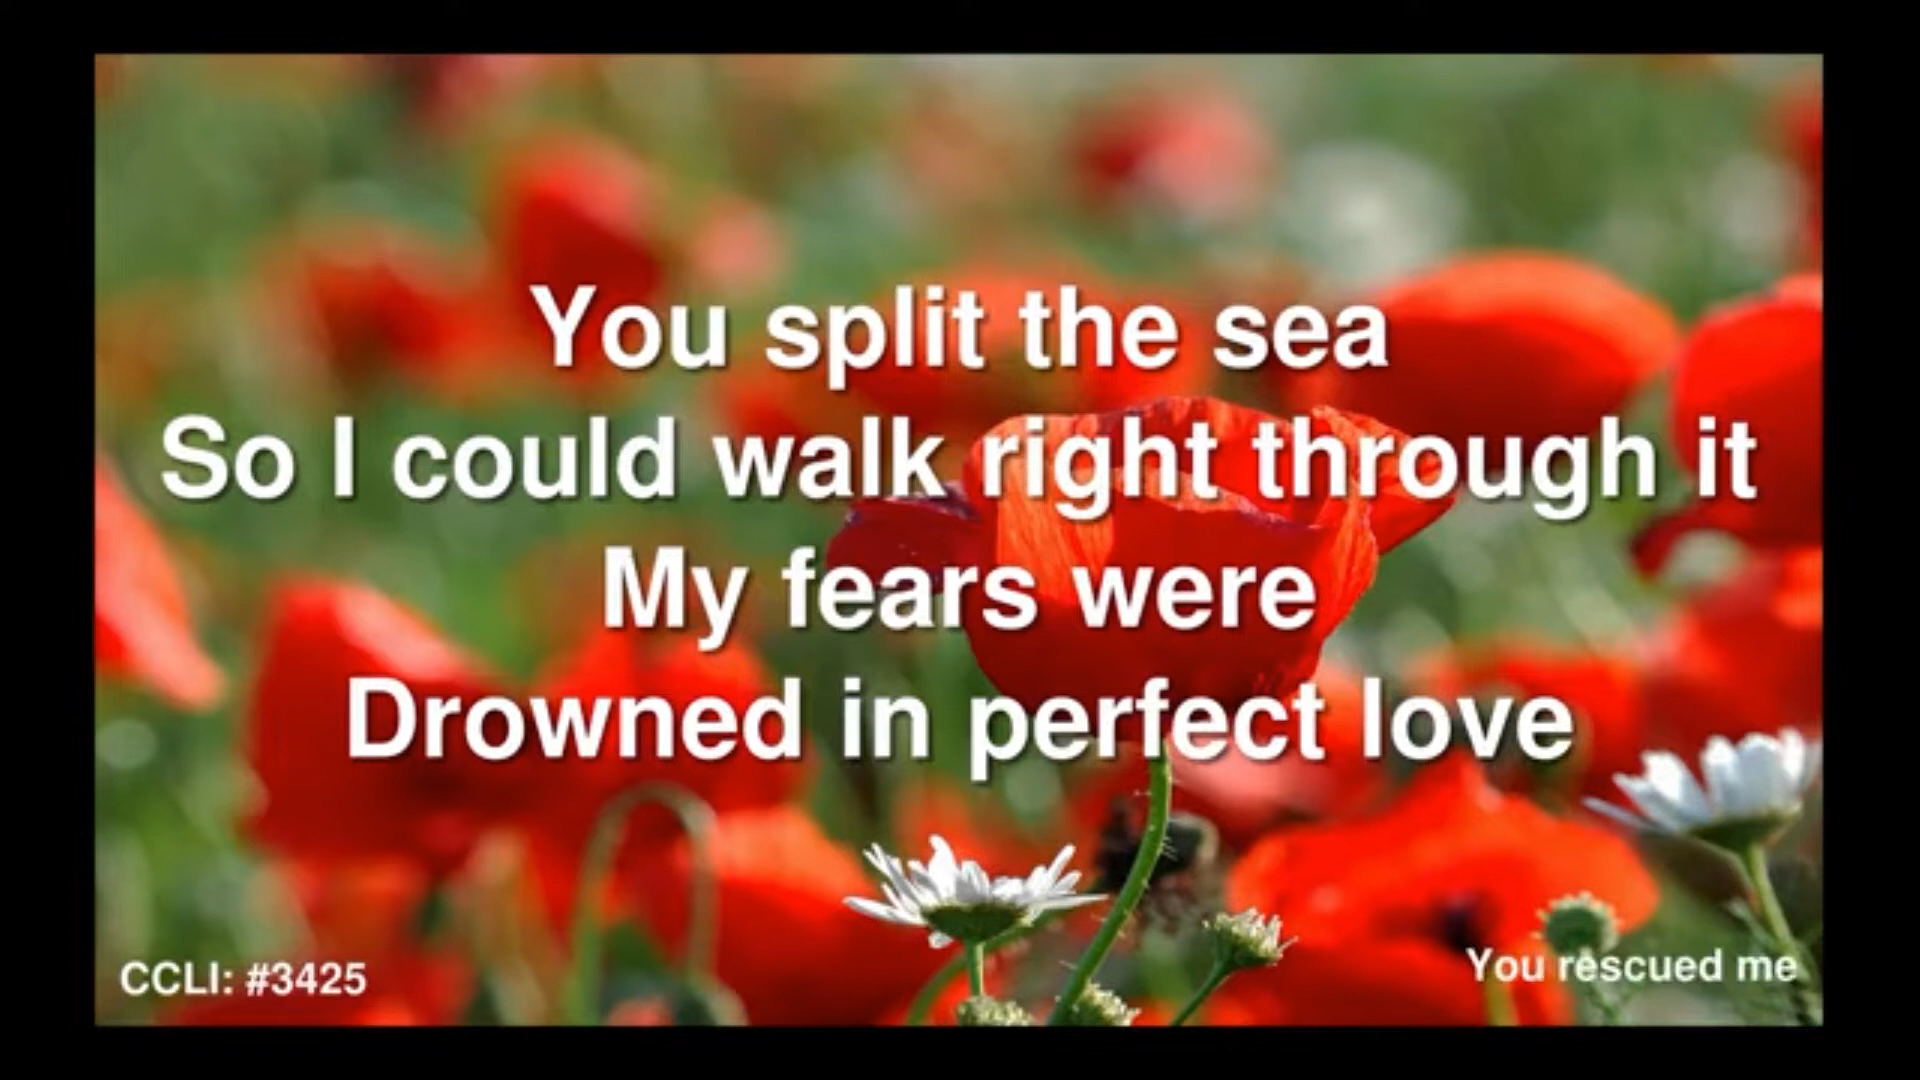 You split the sea
So I could walk right through it
My fears were
Drowned in perfect love
CCLI: #3425
You rescued me